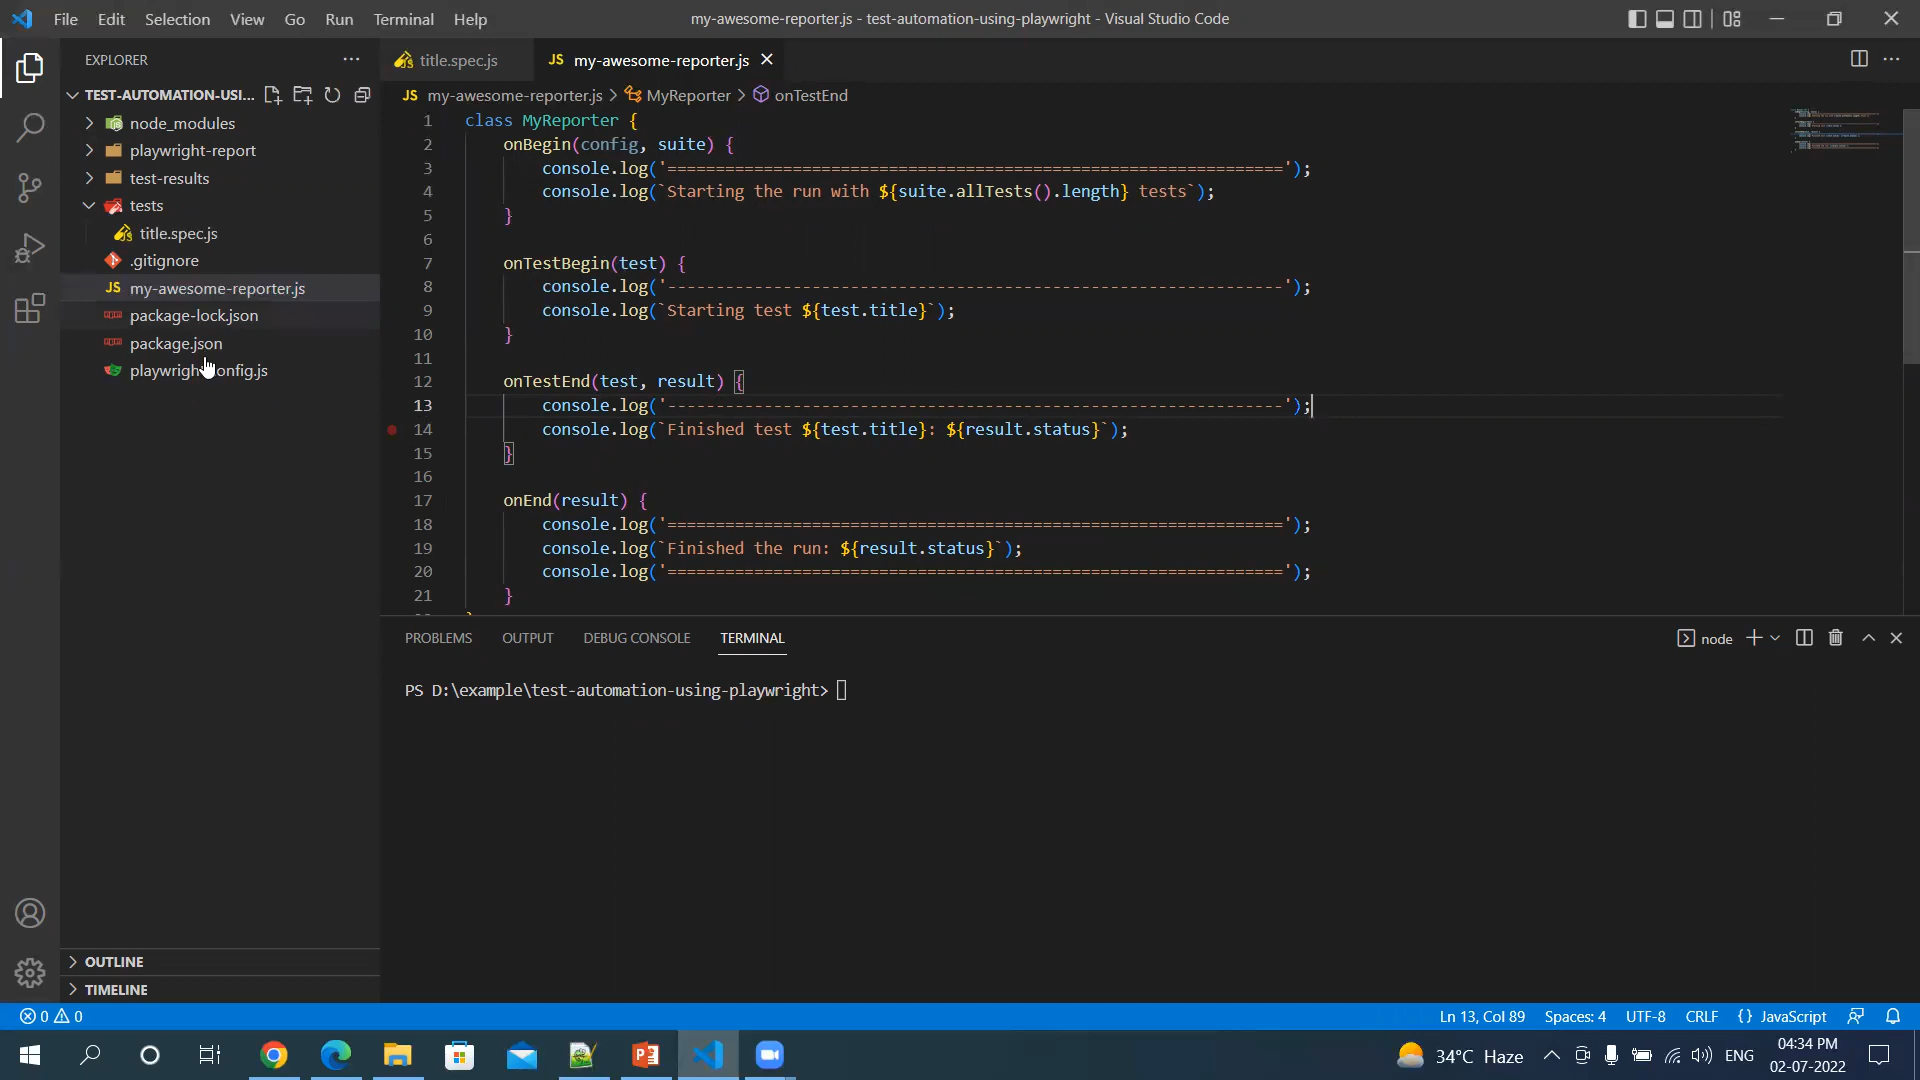 File Edit Selection View Go Run Terminal Help
my-awesome-reporter.js - test-automation-using-playwright - Visual Studio Code
EXPLORER
TEST-AUTOMATION-USI...
node_modules
playwright-report
test-results
tests
title.spec.js
.gitignore
JS my-awesome-reporter.js
package-lock.json
package.json
playwright.config.js
OUTLINE
TIMELINE
title.spec.js
JS my-awesome-reporter.js
JS my-awesome-reporter.js > MyReporter > onTestEnd
1 class MyReporter {
2 onBegin(config, suite) {
3 console.log('================================================================');
4 console.log(`Starting the run with ${suite.allTests().length} tests`);
5 }
6
7 onTestBegin(test) {
8 console.log('----------------------------------------------------------------');
9 console.log(`Starting test ${test.title}`);
10 }
11
12 onTestEnd(test, result) {
13 console.log('----------------------------------------------------------------');
14 console.log(`Finished test ${test.title}: ${result.status}`);
15 }
16
17 onEnd(result) {
18 console.log('================================================================');
19 console.log(`Finished the run: ${result.status}`);
20 console.log('================================================================');
21 }
PROBLEMS OUTPUT DEBUG CONSOLE TERMINAL
node
PS D:\example\test-automation-using-playwright>
0 0
Ln 13, Col 89 Spaces: 4 UTF-8 CRLF {} JavaScript
34°C Haze
ENG
04:34 PM
02-07-2022